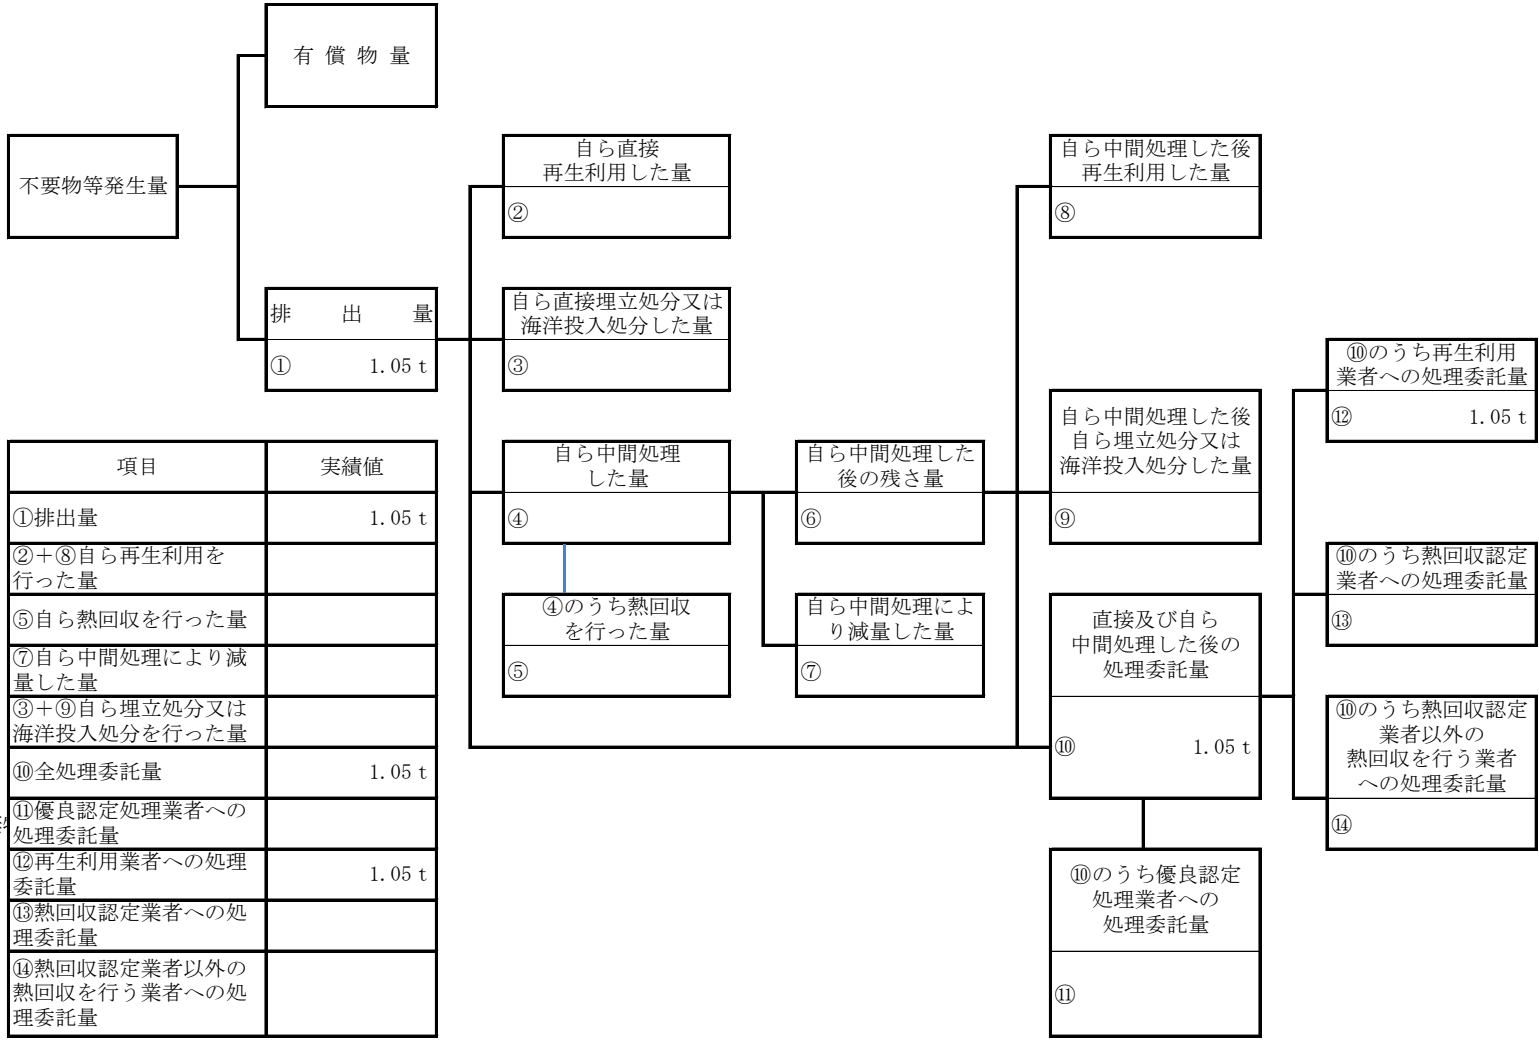 有償物量
不要物等発生量
排出量
①
1.05 t
自ら直接
再生利用した量
②
自ら直接埋立処分又は
海洋投入処分した量
③
自ら中間処理
した量
④
④のうち熱回収
を行った量
⑤
自ら中間処理した
後の残さ量
⑥
自ら中間処理によ
り減量した量
⑦
自ら中間処理した後
再生利用した量
⑧
自ら中間処理した後
自ら埋立処分又は
海洋投入処分した量
⑨
直接及び自ら
中間処理した後の
処理委託量
⑩
1.05 t
⑩のうち優良認定
処理業者への
処理委託量
⑪
⑩のうち再生利用
業者への処理委託量
⑫
1.05 t
⑩のうち熱回収認定
業者への処理委託量
⑬
⑩のうち熱回収認定
業者以外の
熱回収を行う業者
への処理委託量
⑭
項目
実績値
①排出量
1.05 t
②＋⑧自ら再生利用を
行った量
⑤自ら熱回収を行った量
⑦自ら中間処理により減
量した量
③＋⑨自ら埋立処分又は
海洋投入処分を行った量
⑩全処理委託量
1.05 t
⑪優良認定処理業者への
処理委託量
⑫再生利用業者への処理
委託量
1.05 t
⑬熱回収認定業者への処
理委託量
⑭熱回収認定業者以外の
熱回収を行う業者への処
理委託量